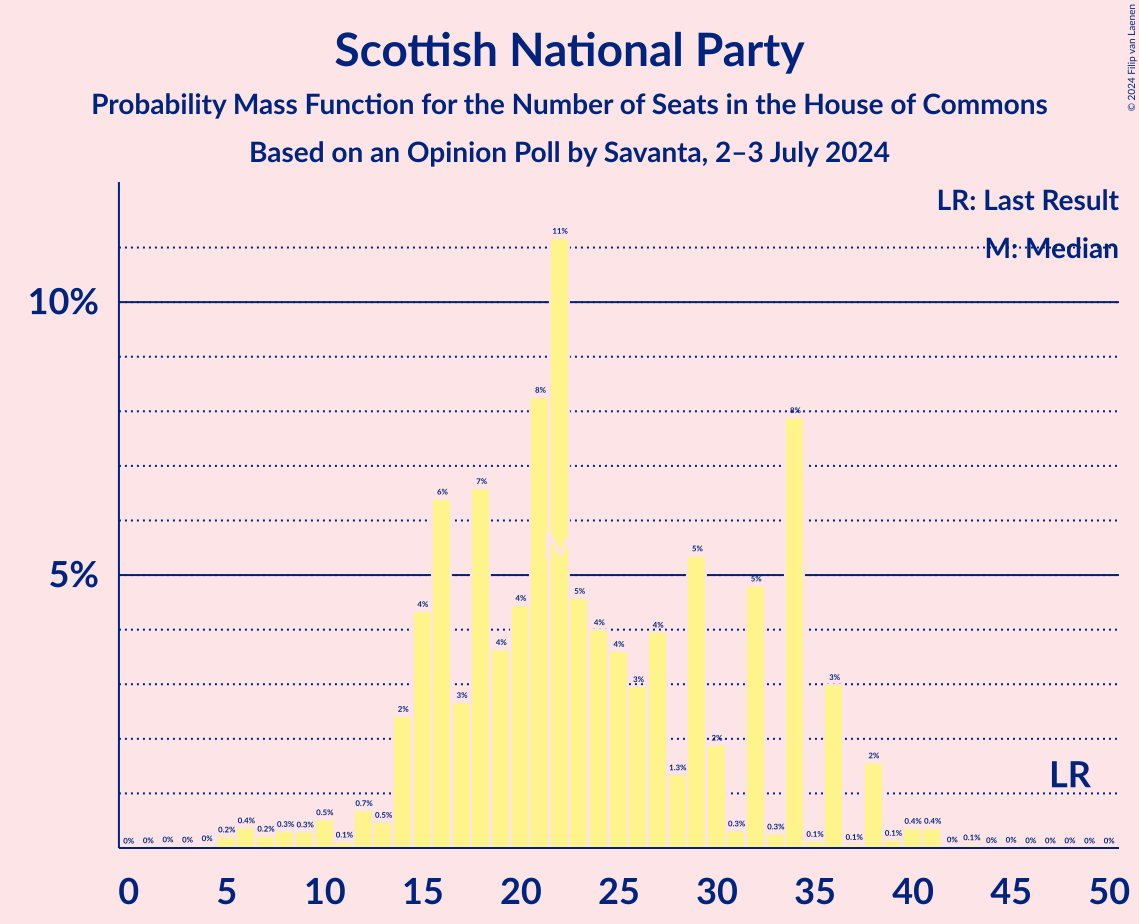 Scottish National Party
Probability Mass Function for the Number of Seats in the House of Commons
Based on an Opinion Poll by Savanta, 2–3 July 2024
© 2024 Filip van Laenen
LR: Last Result
M: Median
10%
5%
0% 0% 0% 0% 0% 0.2% 0.4% 0.2% 0.3% 0.3% 0.5% 0.1% 0.7% 0.5% 2% 4% 6% 3% 7% 4% 4% 8% 11% 5% 4% 4% 3% 4% 1.3% 5% 2% 0.3% 5% 0.3% 8% 0.1% 3% 0.1% 2% 0.1% 0.4% 0.4% 0% 0.1% 0% 0% 0% 0% 0% 0% 0%
M
LR
0 5 10 15 20 25 30 35 40 45 50